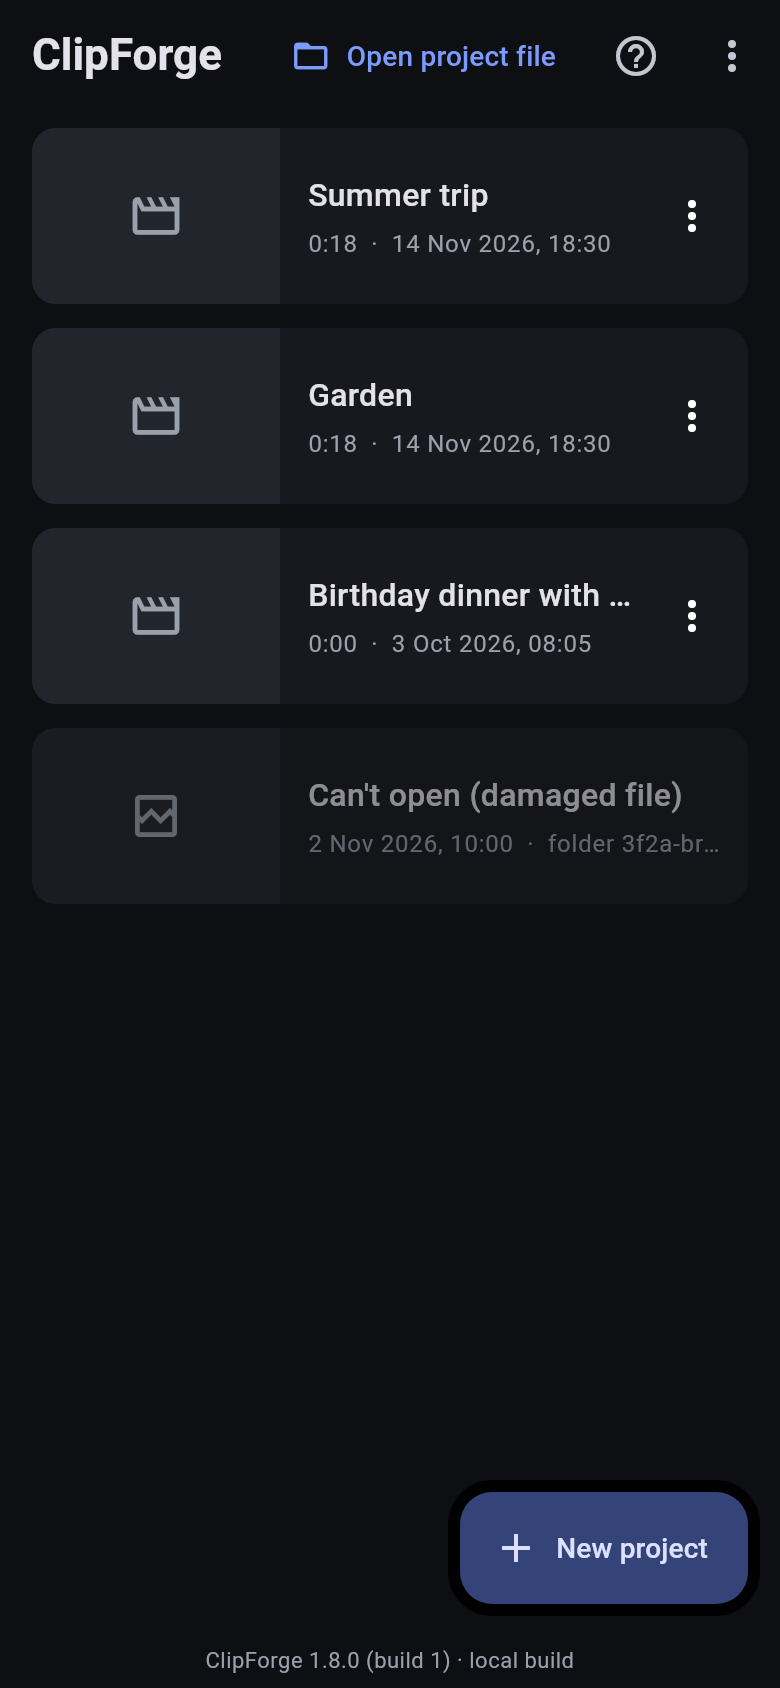 ClipForge
Open project file
Summer trip
0:18 · 14 Nov 2026, 18:30
Garden
0:18 · 14 Nov 2026, 18:30
Birthday dinner with …
0:00 · 3 Oct 2026, 08:05
Can't open (damaged file)
2 Nov 2026, 10:00 · folder 3f2a-br…
New project
ClipForge 1.8.0 (build 1) · local build